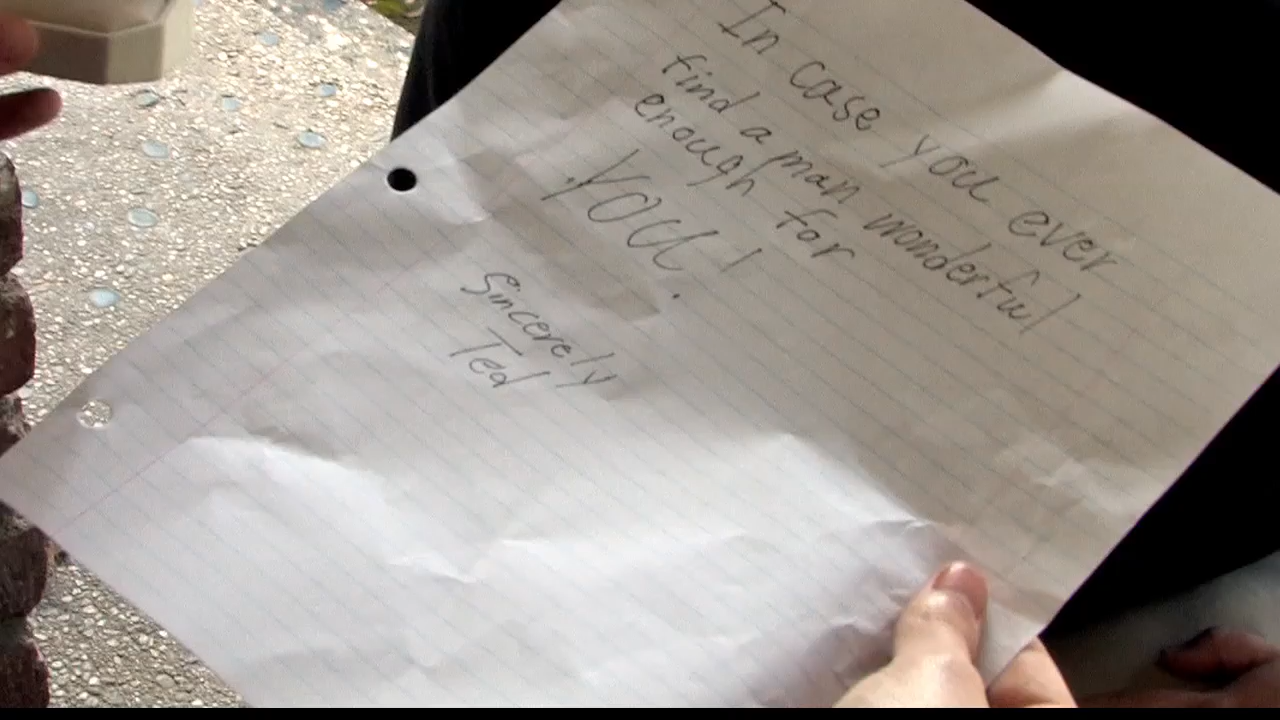 In case you ever
find a man wonderful
enough for
YOU!
Sincerely
Ted